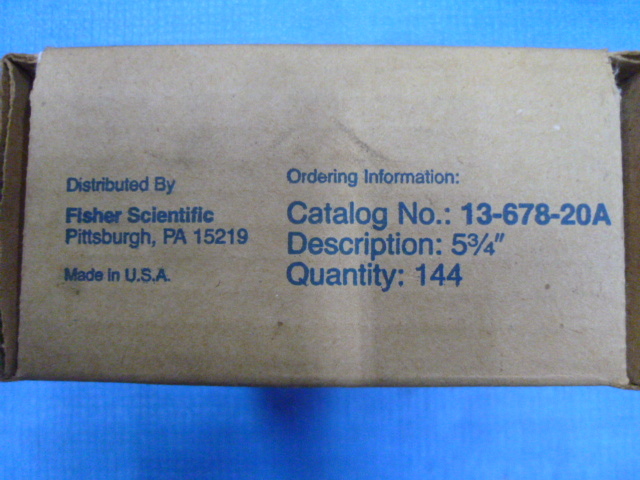 Distributed By
Fisher Scientific
Pittsburgh, PA 15219
Made in U.S.A.
Ordering Information:
Catalog No.: 13-678-20A
Description: 5¾"
Quantity: 144